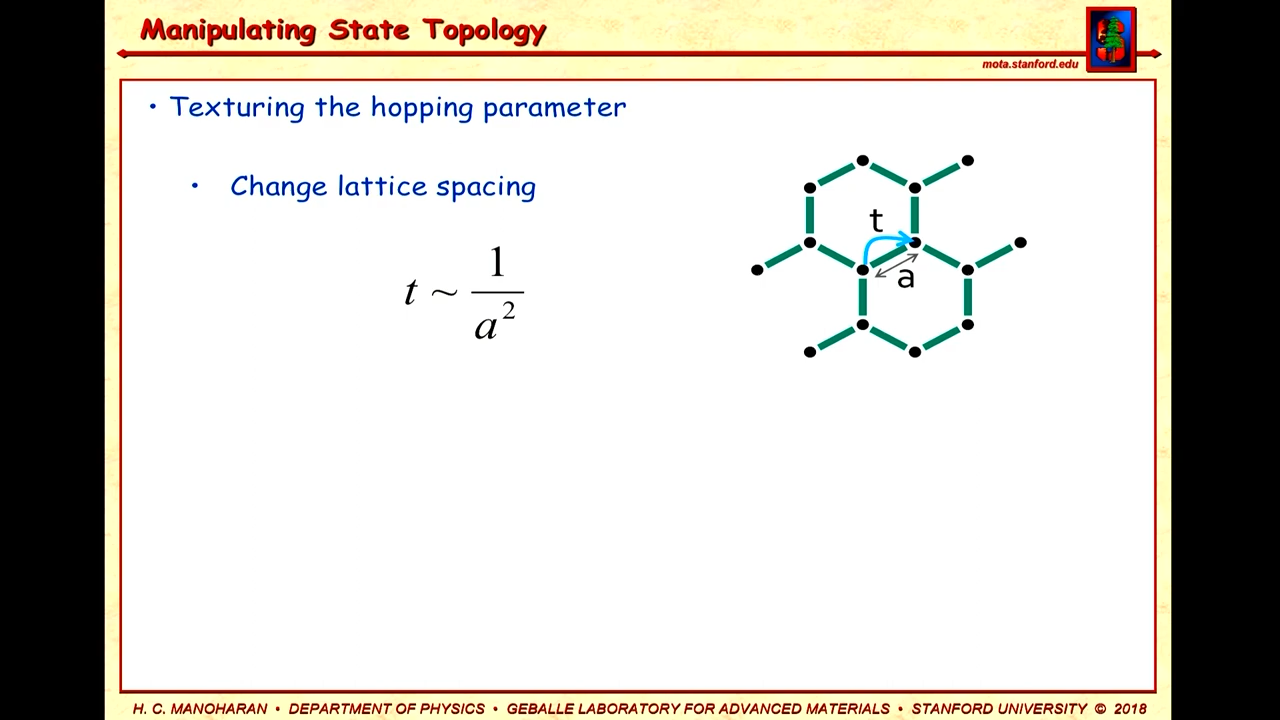 Manipulating State Topology
mota.stanford.edu
• Texturing the hopping parameter
• Change lattice spacing
t ~ 1/a²
t
a
H. C. MANOHARAN • DEPARTMENT OF PHYSICS • GEBALLE LABORATORY FOR ADVANCED MATERIALS • STANFORD UNIVERSITY © 2018